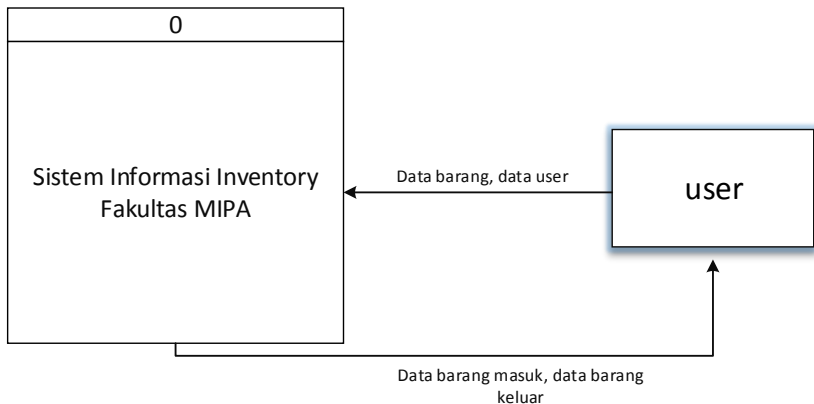 0
Sistem Informasi Inventory
Fakultas MIPA
Data barang, data user
user
Data barang masuk, data barang
keluar